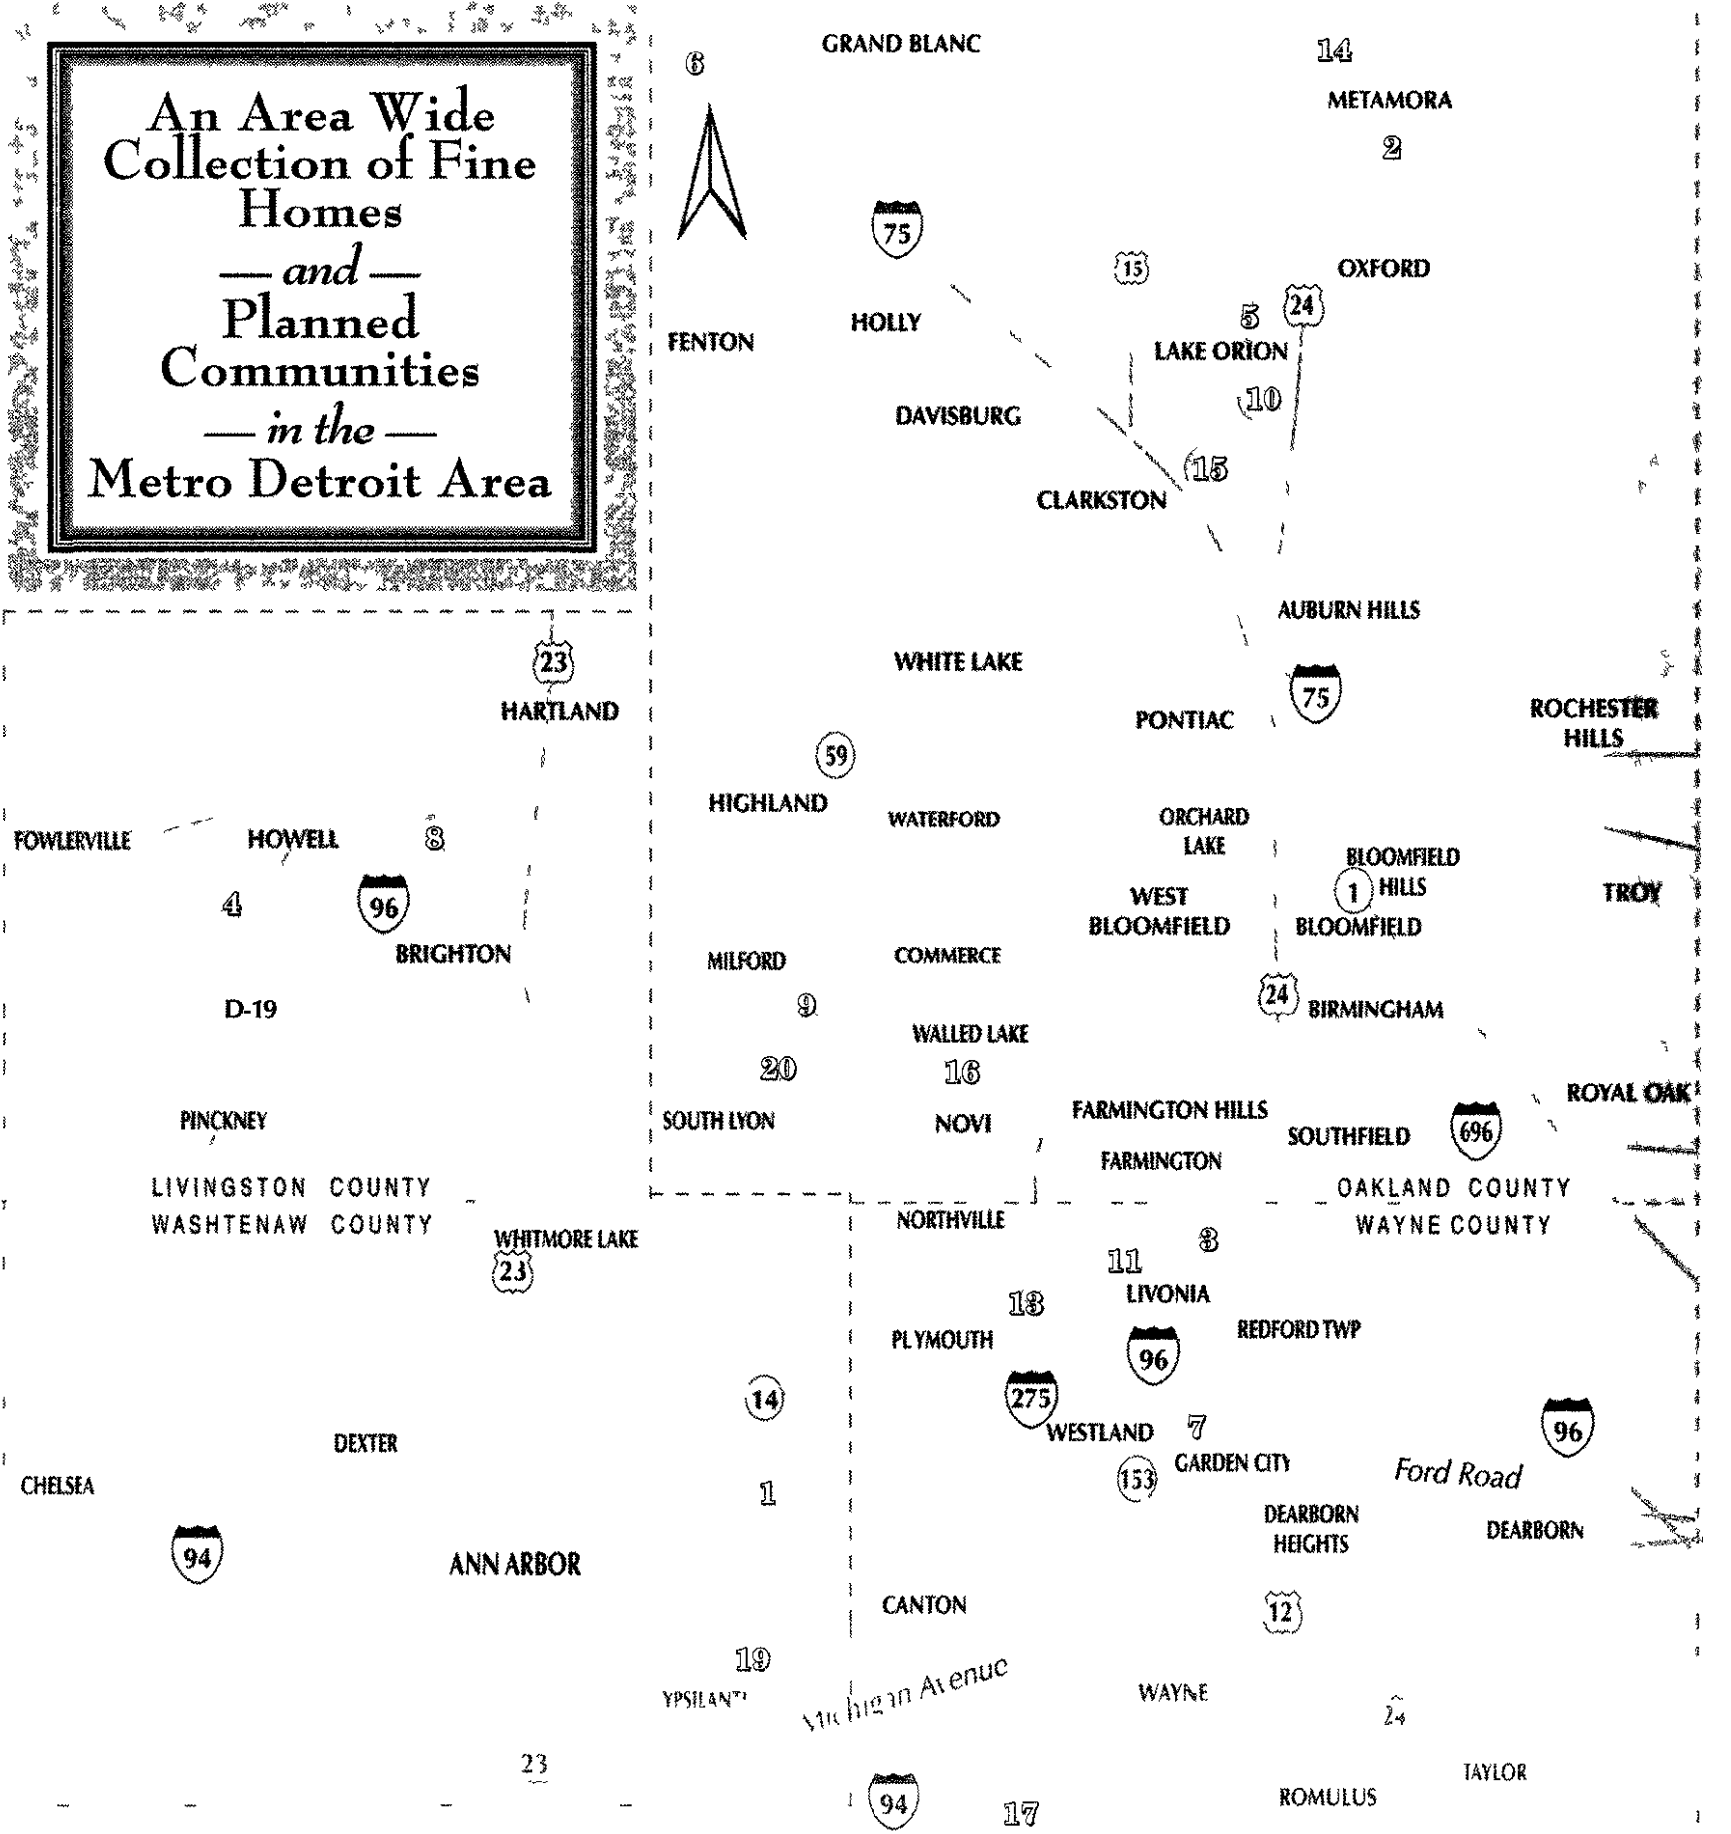 An Area Wide
Collection of Fine
Homes
— and —
Planned
Communities
— in the —
Metro Detroit Area
GRAND BLANC
6
14
METAMORA
2
75
15
OXFORD
24
5
HOLLY
FENTON
LAKE ORION
10
DAVISBURG
15
CLARKSTON
AUBURN HILLS
23
WHITE LAKE
75
HARTLAND
PONTIAC
ROCHESTER
HILLS
59
HIGHLAND
WATERFORD
ORCHARD
LAKE
FOWLERVILLE
HOWELL
8
BLOOMFIELD
HILLS
1
4
96
WEST
BLOOMFIELD
BLOOMFIELD
TROY
BRIGHTON
MILFORD
COMMERCE
D-19
9
24
BIRMINGHAM
WALLED LAKE
20
16
ROYAL OAK
PINCKNEY
SOUTH LYON
NOVI
FARMINGTON HILLS
SOUTHFIELD
696
FARMINGTON
LIVINGSTON COUNTY
OAKLAND COUNTY
WASHTENAW COUNTY
WAYNE COUNTY
WHITMORE LAKE
23
NORTHVILLE
3
11
LIVONIA
13
PLYMOUTH
REDFORD TWP
96
275
14
WESTLAND
7
96
DEXTER
GARDEN CITY
153
Ford Road
CHELSEA
1
DEARBORN
HEIGHTS
DEARBORN
94
ANN ARBOR
CANTON
12
19
YPSILANTI
Michigan Avenue
WAYNE
24
23
TAYLOR
94
17
ROMULUS